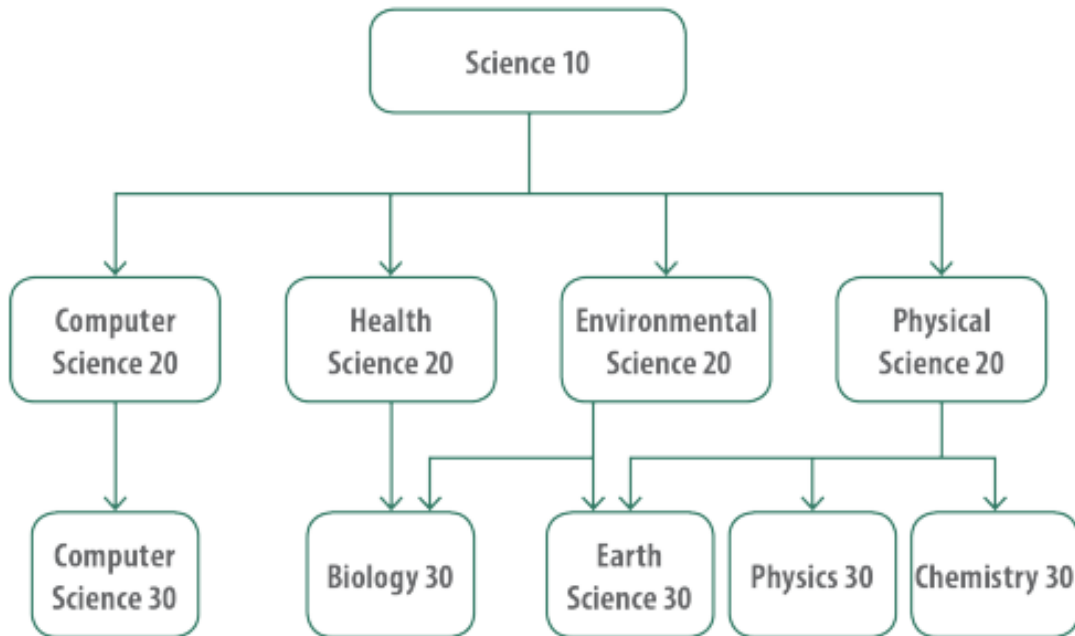 Science 10
Computer
Science 20
Health
Science 20
Environmental
Science 20
Physical
Science 20
Computer
Science 30
Biology 30
Earth
Science 30
Physics 30
Chemistry 30